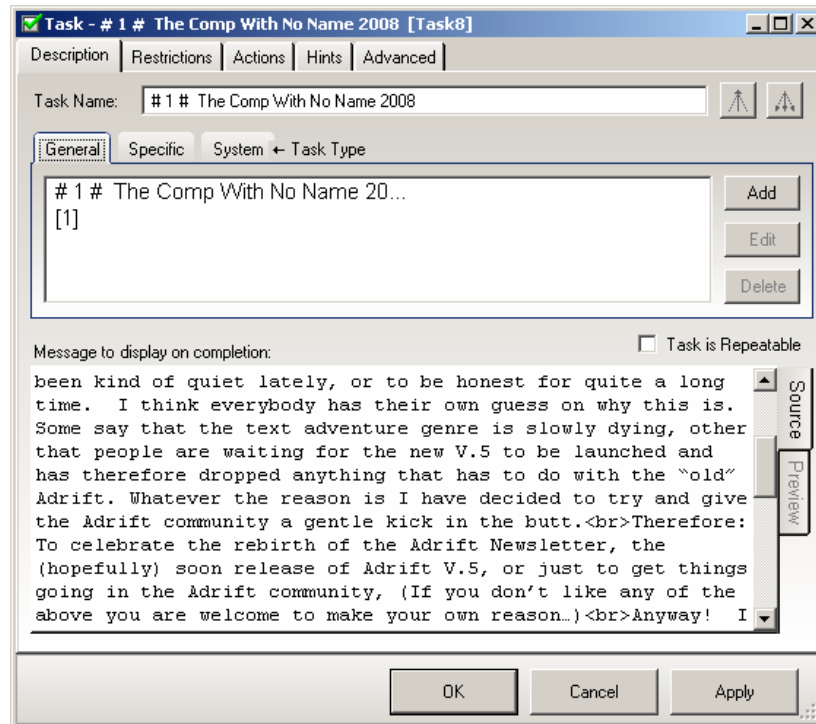 Task - # 1 #  The Comp With No Name 2008  [Task8]
Description Restrictions Actions Hints Advanced
Task Name: # 1 #  The Comp With No Name 2008
General Specific System ← Task Type
# 1 #  The Comp With No Name 20...
[1]
Add
Edit
Delete
Message to display on completion:
Task is Repeatable
been kind of quiet lately, or to be honest for quite a long
time.  I think everybody has their own guess on why this is.
Some say that the text adventure genre is slowly dying, other
that people are waiting for the new V.5 to be launched and
has therefore dropped anything that has to do with the “old”
Adrift. Whatever the reason is I have decided to try and give
the Adrift community a gentle kick in the butt.<br>Therefore:
To celebrate the rebirth of the Adrift Newsletter, the
(hopefully) soon release of Adrift V.5, or just to get things
going in the Adrift community, (If you don’t like any of the
above you are welcome to make your own reason…)<br>Anyway!  I
Source
Preview
OK Cancel Apply